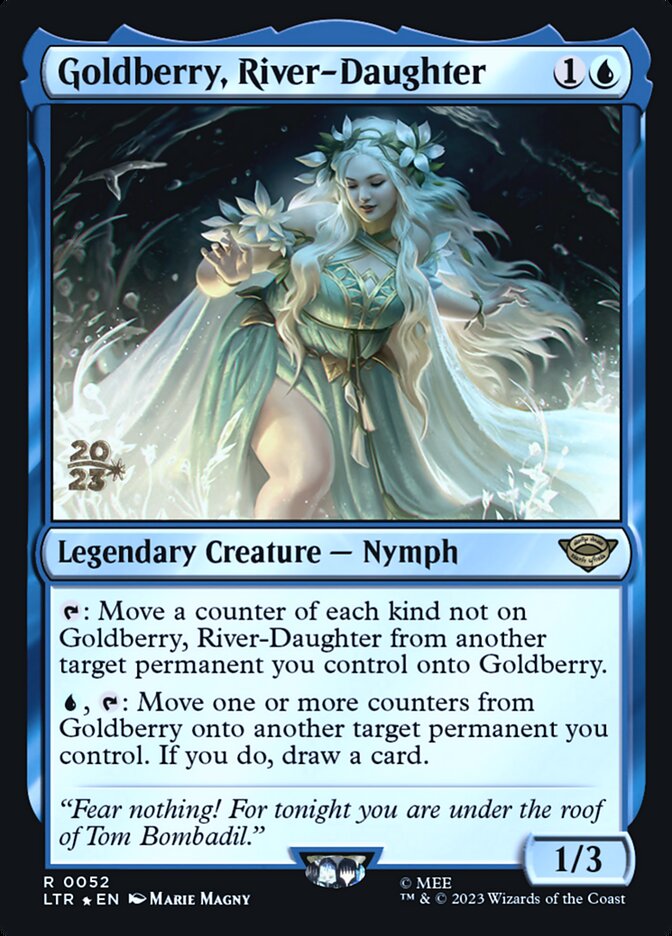 Goldberry, River-Daughter 1
20
23
Legendary Creature — Nymph
: Move a counter of each kind not on
Goldberry, River-Daughter from another
target permanent you control onto Goldberry.
, : Move one or more counters from
Goldberry onto another target permanent you
control. If you do, draw a card.
“Fear nothing! For tonight you are under the roof
of Tom Bombadil.”
1/3
R 0052
LTR ★ EN Marie Magny
© MEE
™ & © 2023 Wizards of the Coast